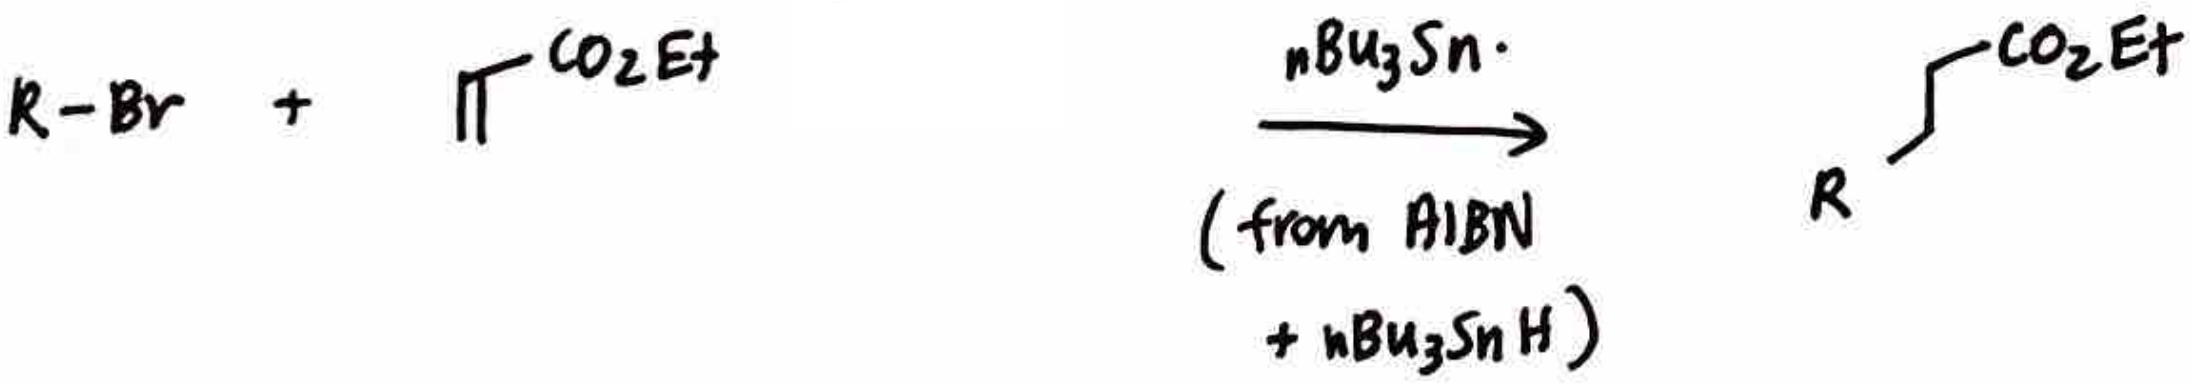 R-Br + CO2Et
nBu3Sn·
CO2Et
(from AIBN
R
+ nBu3SnH)